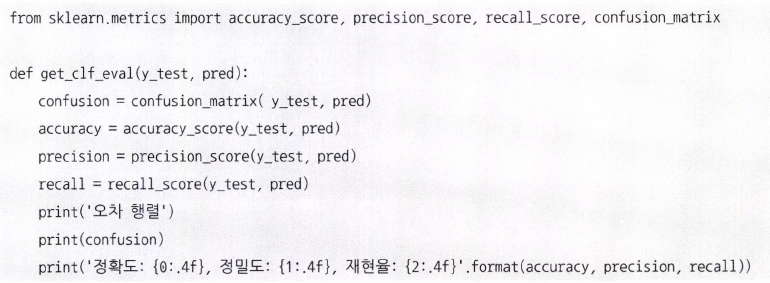 from sklearn.metrics import accuracy_score, precision_score, recall_score, confusion_matrix

def get_clf_eval(y_test, pred):
    confusion = confusion_matrix( y_test, pred)
    accuracy = accuracy_score(y_test, pred)
    precision = precision_score(y_test, pred)
    recall = recall_score(y_test, pred)
    print('오차 행렬')
    print(confusion)
    print('정확도: {0:.4f}, 정밀도: {1:.4f}, 재현율: {2:.4f}'.format(accuracy, precision, recall))